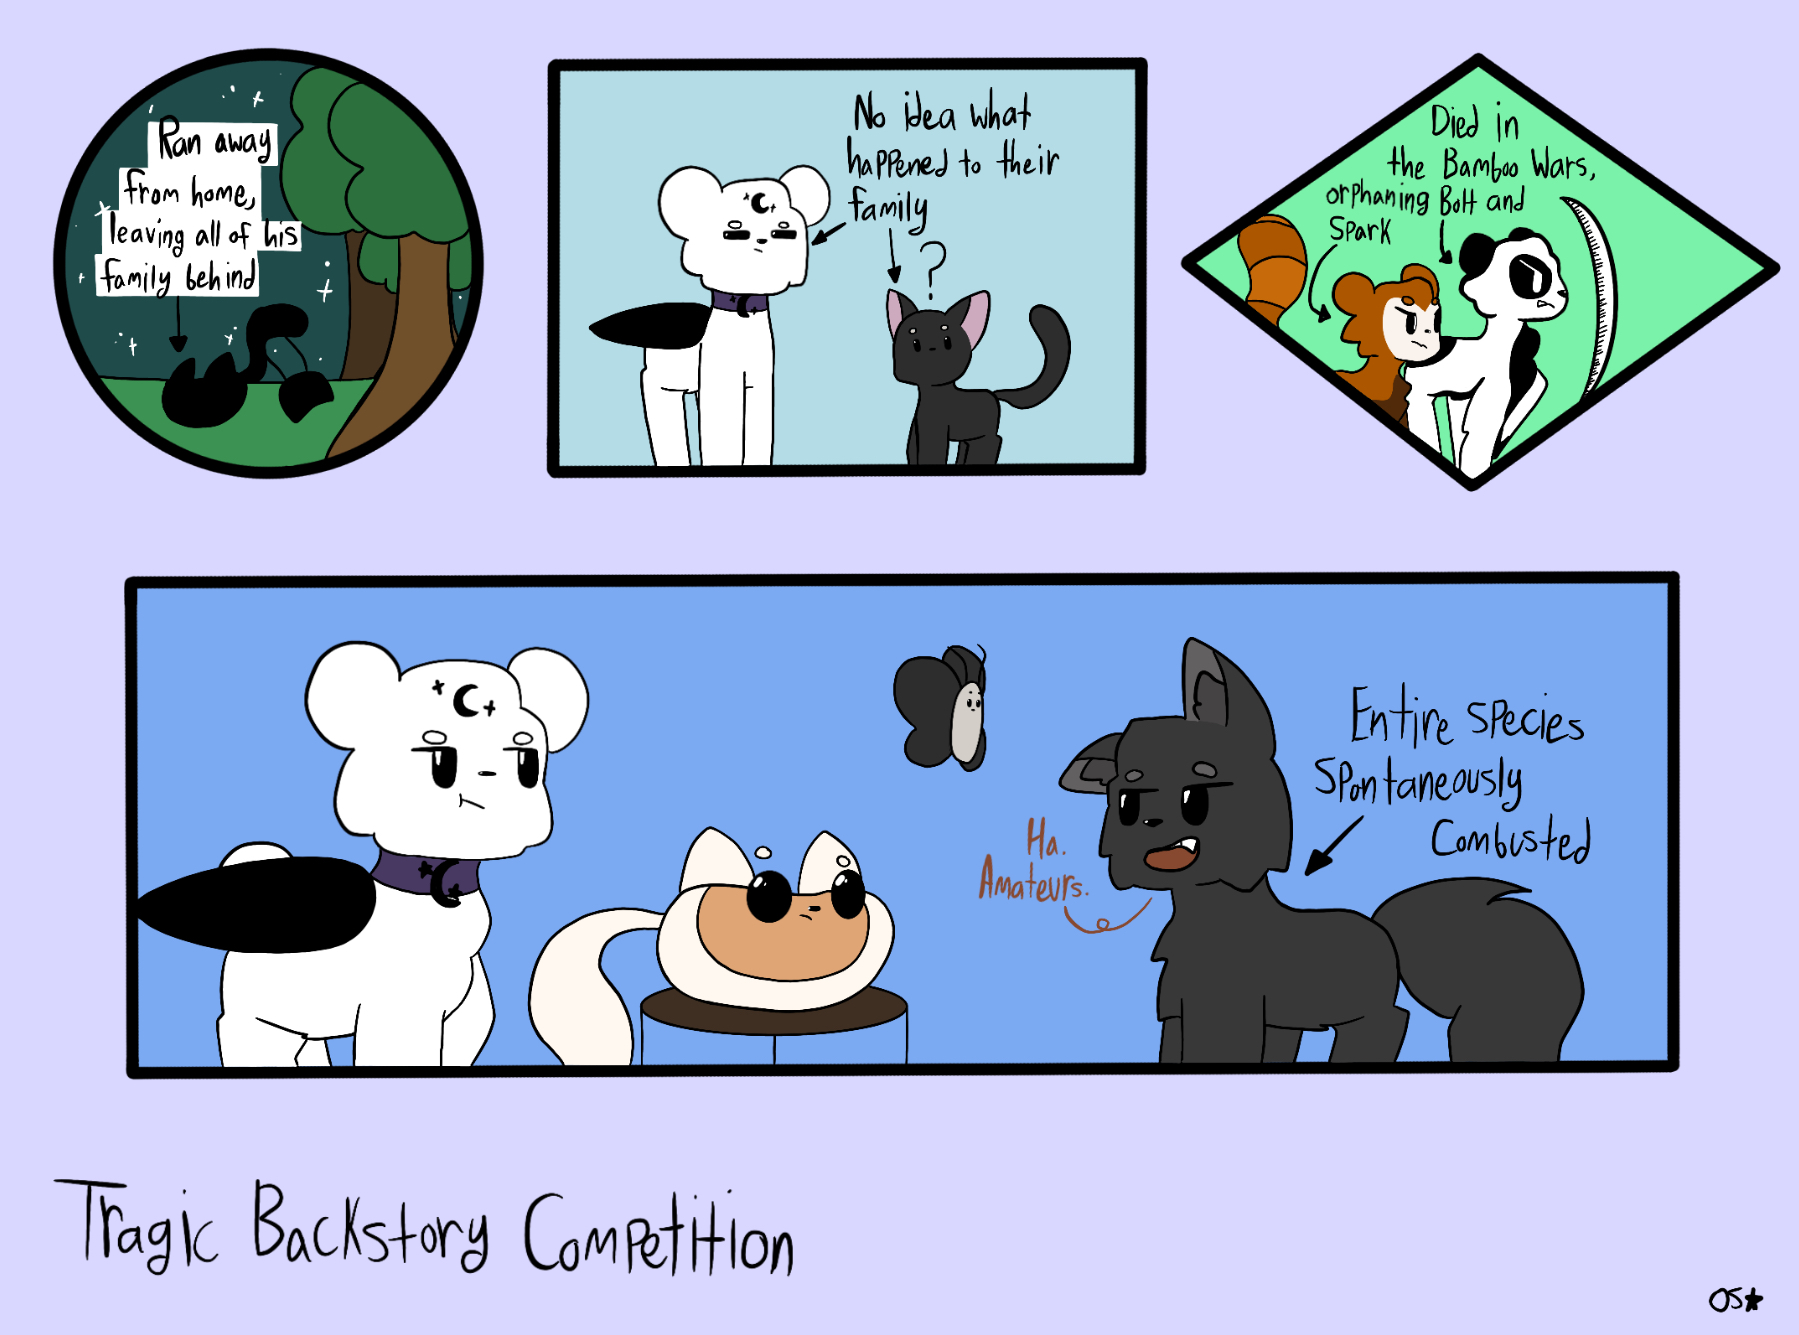 Ran away
from home,
leaving all of his
family behind
No idea what
happened to their
family
?
Died in
the Bamboo Wars,
orphaning Bolt and
Spark
Entire species
Spontaneously
Combusted
Ha.
Amateurs.
Tragic Backstory Competition
OS★